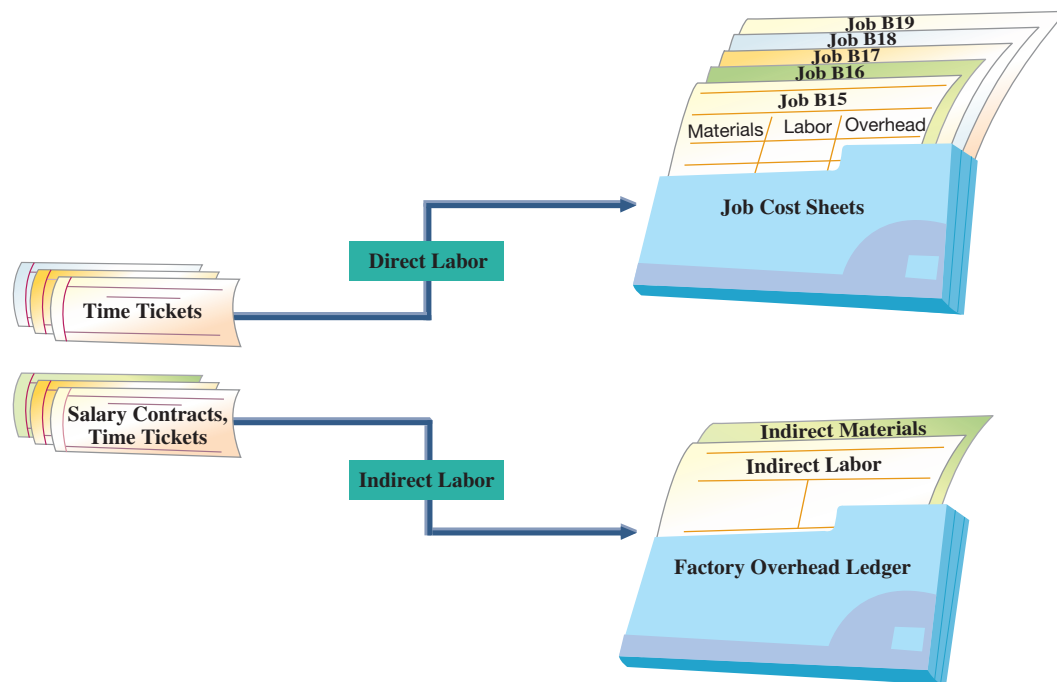 Job B19
Job B18
Job B17
Job B16
Job B15
Materials Labor Overhead
Job Cost Sheets
Direct Labor
Time Tickets
Salary Contracts,
Time Tickets
Indirect Labor
Indirect Materials
Indirect Labor
Factory Overhead Ledger